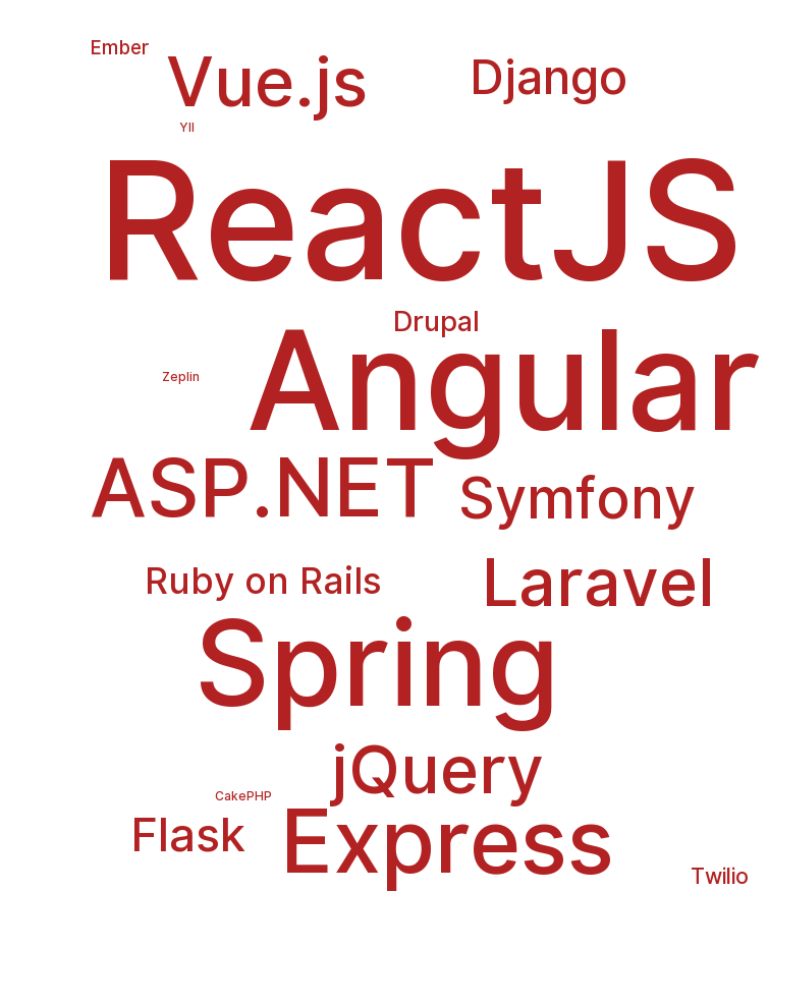 Ember
Vue.js
Django
YII
ReactJS
Drupal
Angular
Zeplin
ASP.NET
Symfony
Ruby on Rails
Laravel
Spring
jQuery
CakePHP
Flask
Express
Twilio